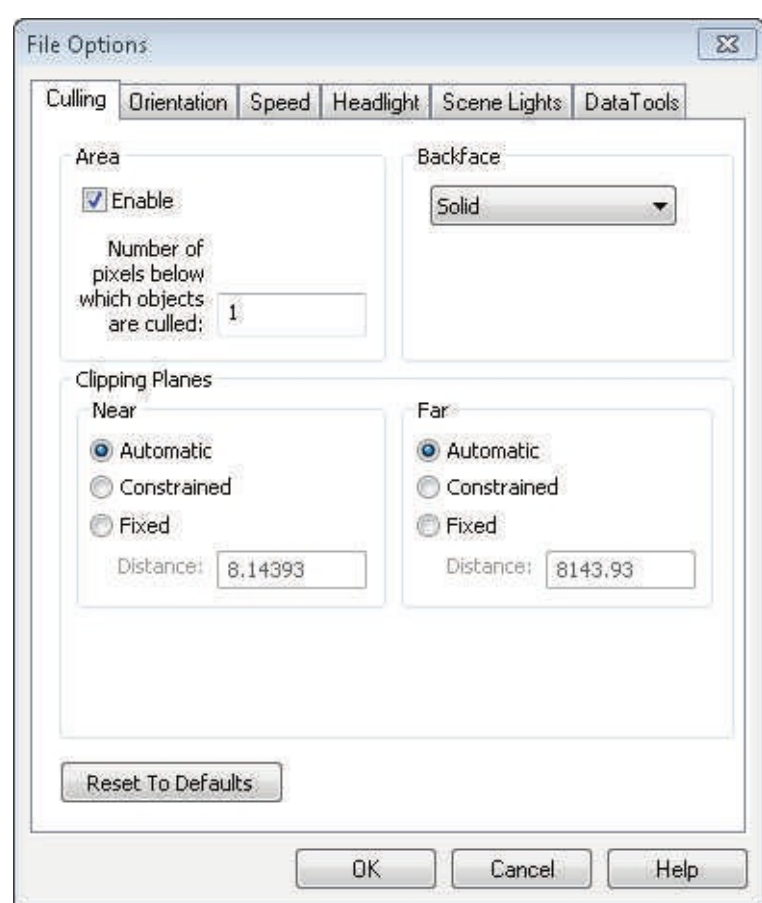 File Options
Culling Orientation Speed Headlight Scene Lights DataTools
Area
Enable
Number of
pixels below
which objects
are culled:
1
Backface
Solid
Clipping Planes
Near
Automatic
Constrained
Fixed
Distance: 8.14393
Far
Automatic
Constrained
Fixed
Distance: 8143.93
Reset To Defaults
OK Cancel Help